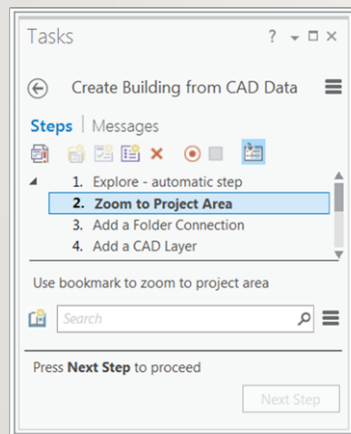 Tasks
Create Building from CAD Data
Steps | Messages
1. Explore - automatic step
2. Zoom to Project Area
3. Add a Folder Connection
4. Add a CAD Layer
Use bookmark to zoom to project area
Search
Press Next Step to proceed
Next Step